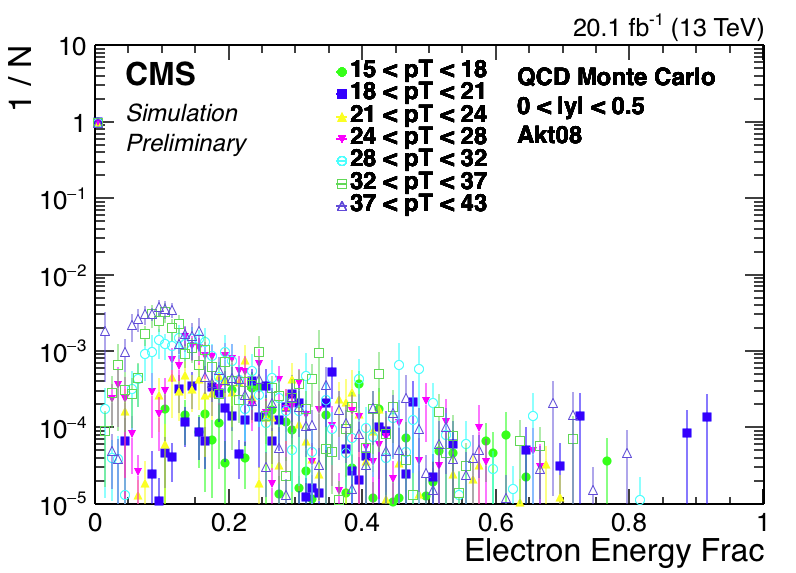 20.1 fb⁻¹ (13 TeV)
1 / N
10
1
10⁻¹
10⁻²
10⁻³
10⁻⁴
10⁻⁵
CMS
Simulation
Preliminary
15 < pT < 18
18 < pT < 21
21 < pT < 24
24 < pT < 28
28 < pT < 32
32 < pT < 37
37 < pT < 43
QCD Monte Carlo
0 < |y| < 0.5
Akt08
0 0.2 0.4 0.6 0.8 1
Electron Energy Frac